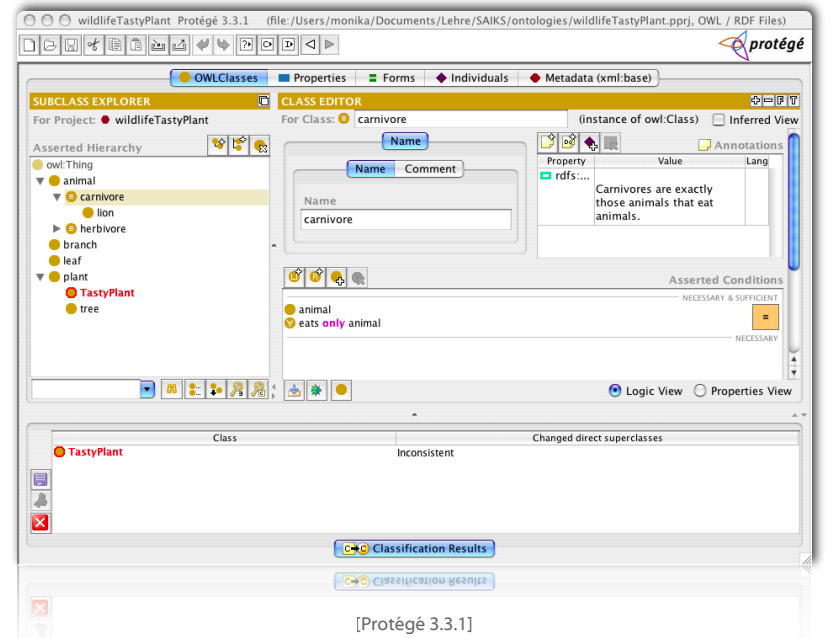 wildlifeTastyPlant Protégé 3.3.1 (file:/Users/monika/Documents/Lehre/SAIKS/ontologies/wildlifeTastyPlant.pprj, OWL / RDF Files)
protégé
OWLClasses Properties Forms Individuals Metadata (xml:base)
SUBCLASS EXPLORER
For Project: wildlifeTastyPlant
Asserted Hierarchy
owl:Thing
animal
carnivore
lion
herbivore
branch
leaf
plant
TastyPlant
tree
CLASS EDITOR
For Class: carnivore (instance of owl:Class) Inferred View
Name
Name Comment
Name
carnivore
Annotations
Property Value Lang
rdfs:... Carnivores are exactly
those animals that eat
animals.
Asserted Conditions
NECESSARY & SUFFICIENT
animal
eats only animal
=
NECESSARY
Logic View Properties View
Class Changed direct superclasses
TastyPlant Inconsistent
Classification Results
[Protégé 3.3.1]